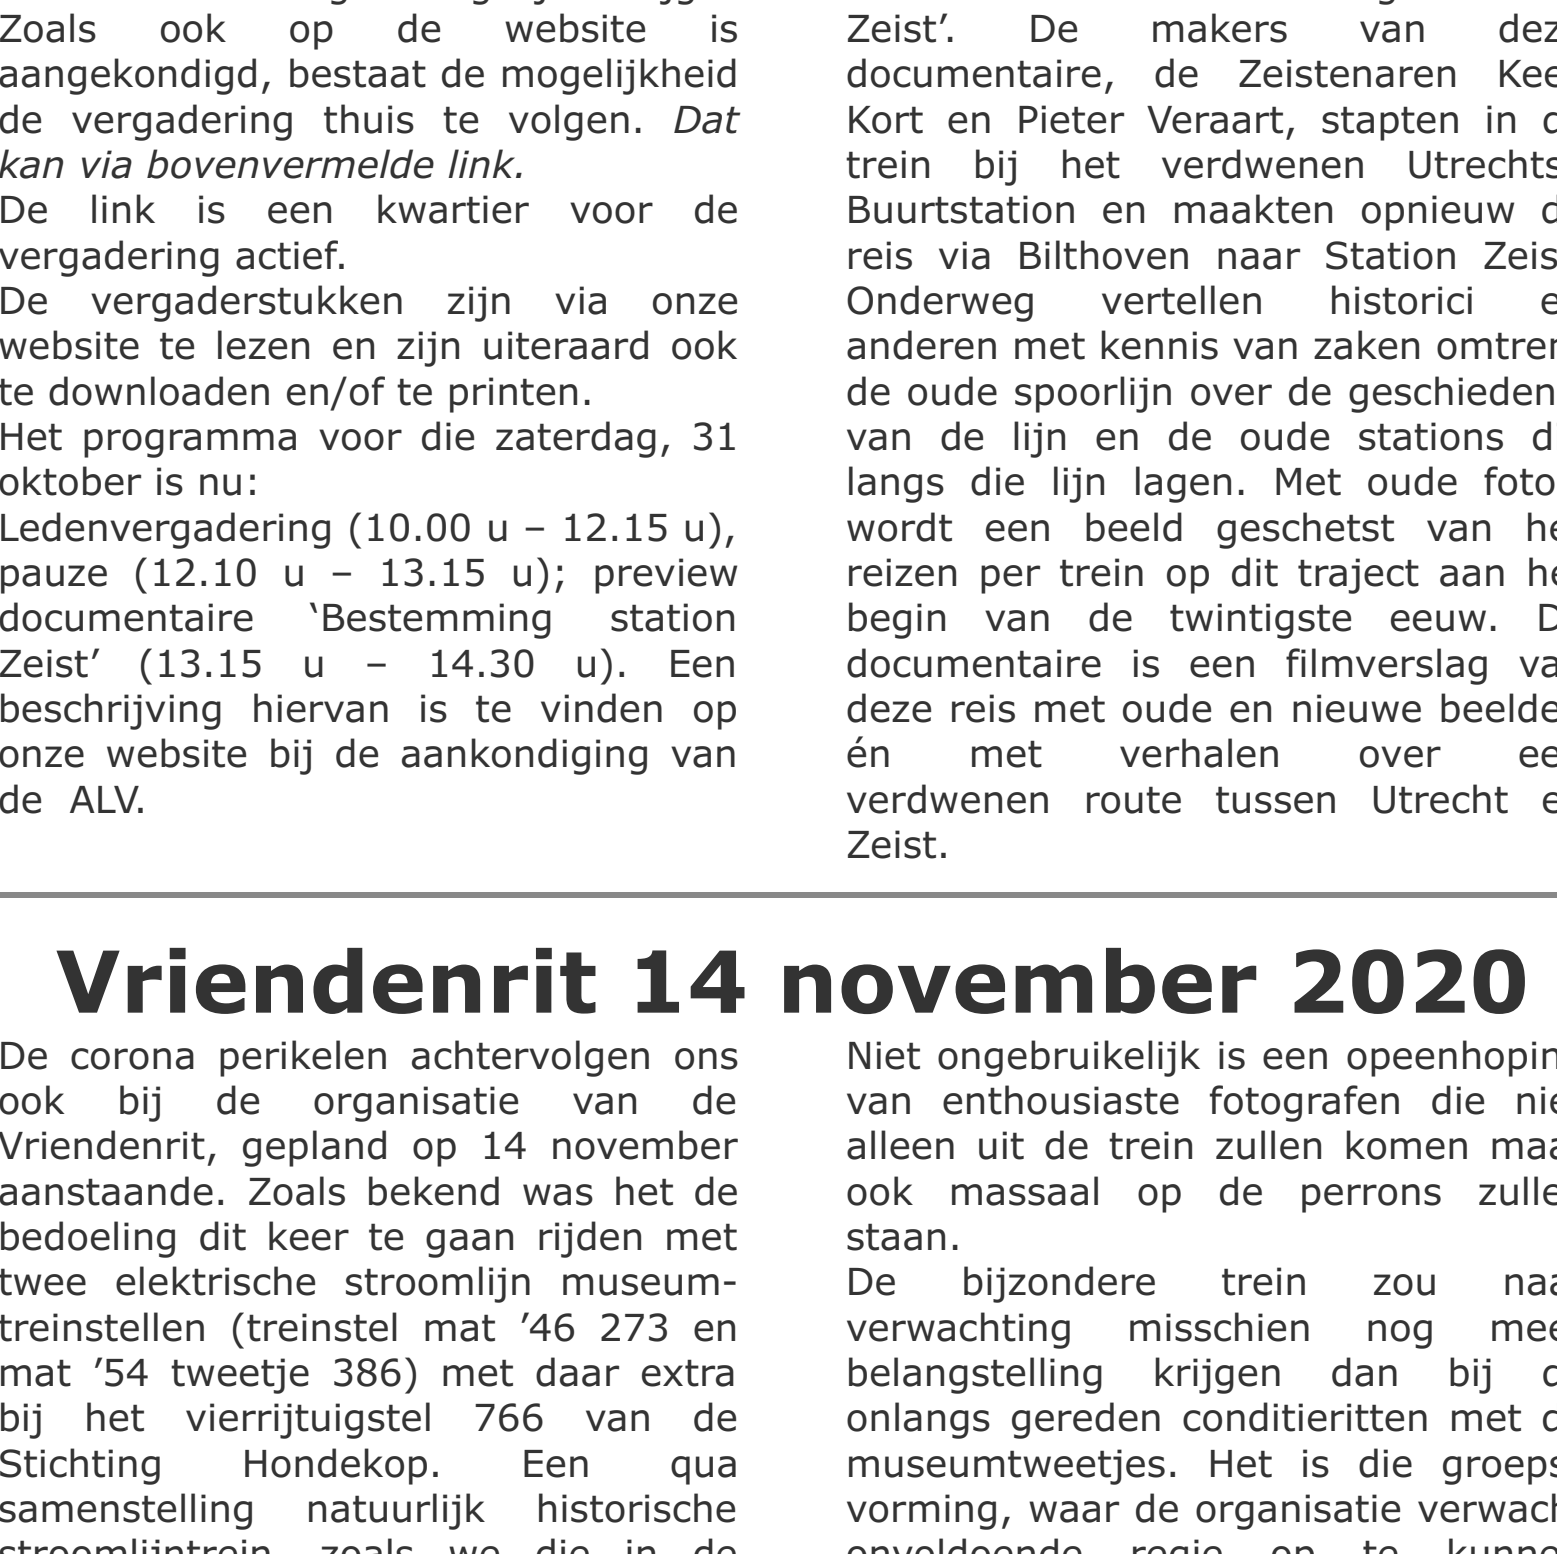 Zoals ook op de website is
aangekondigd, bestaat de mogelijkheid
de vergadering thuis te volgen. Dat
kan via bovenvermelde link.
De link is een kwartier voor de
vergadering actief.
De vergaderstukken zijn via onze
website te lezen en zijn uiteraard ook
te downloaden en/of te printen.
Het programma voor die zaterdag, 31
oktober is nu:
Ledenvergadering (10.00 u – 12.15 u),
pauze (12.10 u – 13.15 u); preview
documentaire ‘Bestemming station
Zeist’ (13.15 u – 14.30 u). Een
beschrijving hiervan is te vinden op
onze website bij de aankondiging van
de ALV.
Zeist’. De makers van
documentaire, de Zeistenaren
Kort en Pieter Veraart, stapten in
trein bij het verdwenen
Buurtstation en maakten opnieuw
reis via Bilthoven naar Station
Onderweg vertellen historici
anderen met kennis van zaken
de oude spoorlijn over de
van de lijn en de oude stations
langs die lijn lagen. Met oude
wordt een beeld geschetst van
reizen per trein op dit traject aan
begin van de twintigste eeuw.
documentaire is een filmverslag
deze reis met oude en nieuwe
én met verhalen over
verdwenen route tussen Utrecht
Zeist.
Vriendenrit 14 november 2020
De corona perikelen achtervolgen ons
ook bij de organisatie van de
Vriendenrit, gepland op 14 november
aanstaande. Zoals bekend was het de
bedoeling dit keer te gaan rijden met
twee elektrische stroomlijn museum-
treinstellen (treinstel mat ’46 273 en
mat ’54 tweetje 386) met daar extra
bij het vierrijtuigstel 766 van de
Stichting Hondekop. Een qua
samenstelling natuurlijk historische
stroomlijntrein, zoals we die in de
Niet ongebruikelijk is een
van enthousiaste fotografen die
alleen uit de trein zullen komen
ook massaal op de perrons
staan.
De bijzondere trein zou
verwachting misschien nog
belangstelling krijgen dan bij
onlangs gereden conditieritten met
museumtweetjes. Het is die
vorming, waar de organisatie
onvoldoende regie op te